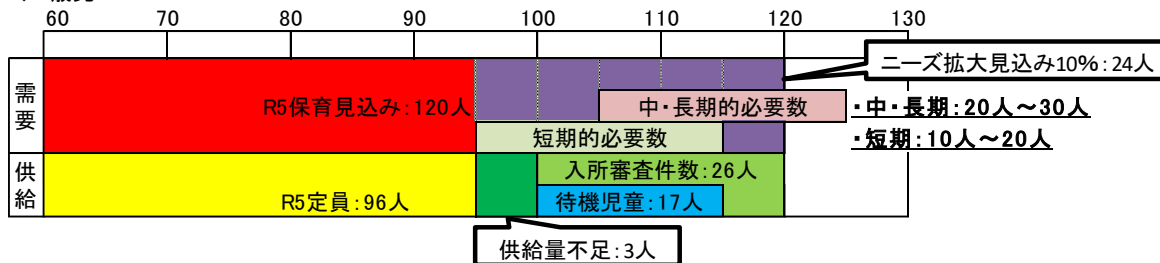 60 70 80 90 100 110 120 130
ニーズ拡大見込み10%:24人
需要
R5保育見込み:120人
中・長期的必要数
・中・長期:20人～30人
短期的必要数
・短期:10人～20人
供給
入所審査件数:26人
R5定員:96人
待機児童:17人
供給量不足:3人